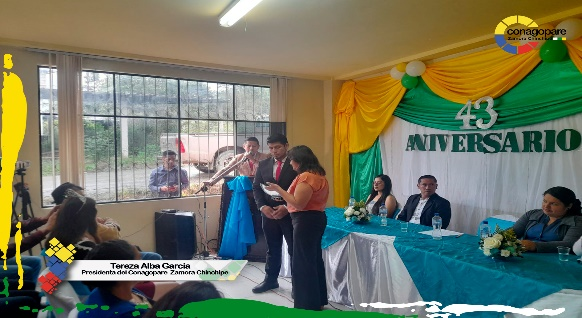 conagopare
Zamora Chinchipe
43
ANIVERSARIO
Tereza Alba Garcia
Presidenta del Conagopare Zamora Chinchipe